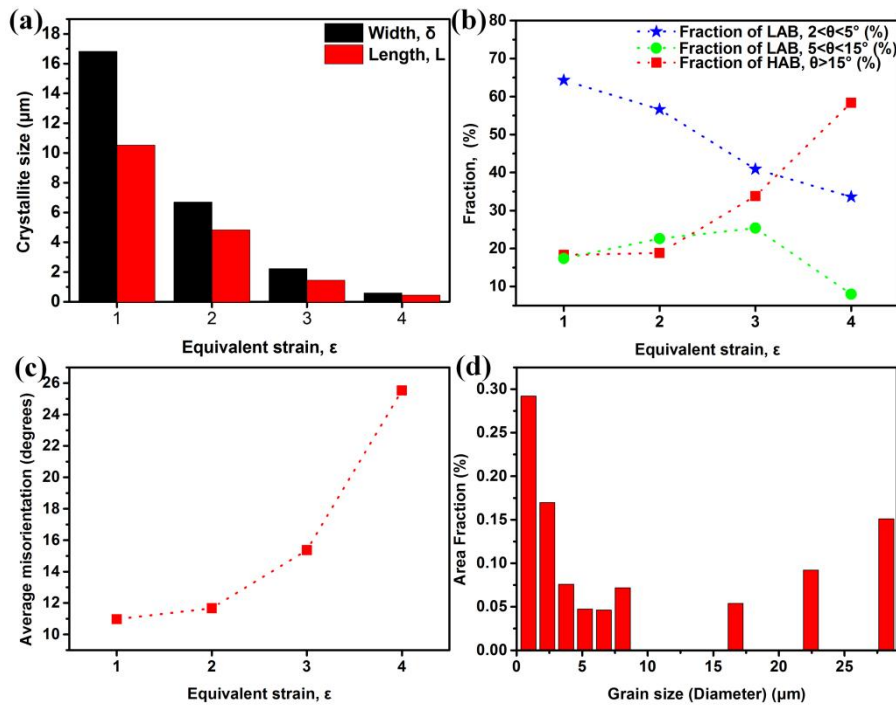 (a)
Width, δ
Length, L
18
16
14
12
10
8
6
4
2
0
Crystallite size (µm)
1 2 3 4
Equivalent strain, ε
(b)
Fraction of LAB, 2<θ<5° (%)
Fraction of LAB, 5<θ<15° (%)
Fraction of HAB, θ>15° (%)
80
70
60
50
40
30
20
10
Fraction, (%)
1 2 3 4
Equivalent strain, ε
(c)
26
24
22
20
18
16
14
12
10
Average misorientation (degrees)
1 2 3 4
Equivalent strain, ε
(d)
0.30
0.25
0.20
0.15
0.10
0.05
0.00
Area Fraction (%)
0 5 10 15 20 25
Grain size (Diameter) (µm)